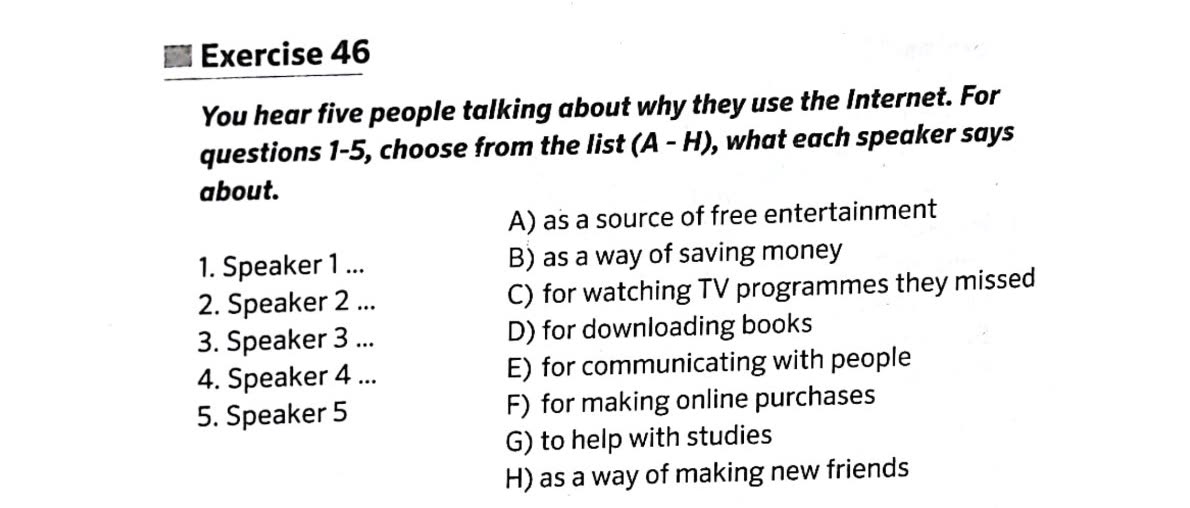 Exercise 46
You hear five people talking about why they use the Internet. For
questions 1-5, choose from the list (A - H), what each speaker says
about.
1. Speaker 1 ...
2. Speaker 2 ...
3. Speaker 3 ...
4. Speaker 4 ...
5. Speaker 5
A) as a source of free entertainment
B) as a way of saving money
C) for watching TV programmes they missed
D) for downloading books
E) for communicating with people
F) for making online purchases
G) to help with studies
H) as a way of making new friends